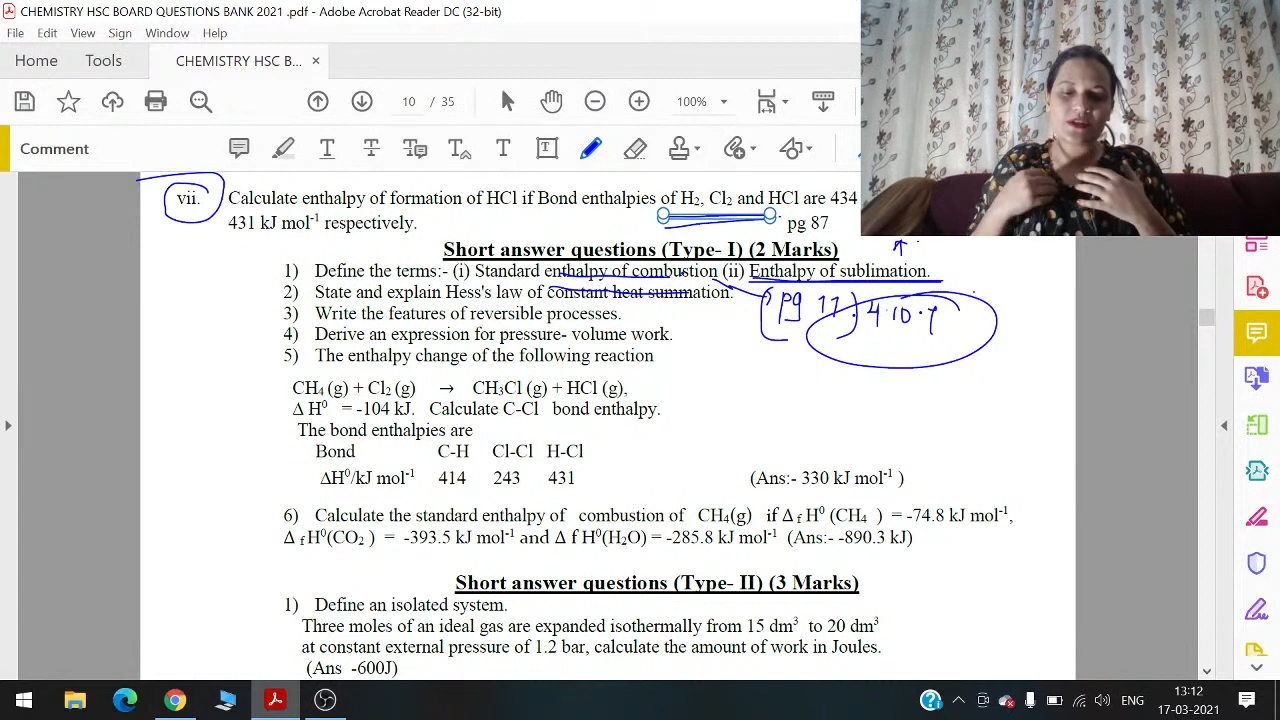 CHEMISTRY HSC BOARD QUESTIONS BANK 2021 .pdf - Adobe Acrobat Reader DC (32-bit)
File Edit View Sign Window Help
Home Tools CHEMISTRY HSC B... ×
10 / 35 100%
Comment
vii. Calculate enthalpy of formation of HCl if Bond enthalpies of H₂, Cl₂ and HCl are 434
431 kJ mol⁻¹ respectively. pg 87
Short answer questions (Type- I) (2 Marks)
1) Define the terms:- (i) Standard enthalpy of combustion (ii) Enthalpy of sublimation.
2) State and explain Hess's law of constant heat summation.
pg 77 4.10.4
3) Write the features of reversible processes.
4) Derive an expression for pressure- volume work.
5) The enthalpy change of the following reaction
CH₄ (g) + Cl₂ (g) → CH₃Cl (g) + HCl (g),
Δ H⁰ = -104 kJ. Calculate C-Cl bond enthalpy.
The bond enthalpies are
Bond C-H Cl-Cl H-Cl
ΔH⁰/kJ mol⁻¹ 414 243 431 (Ans:- 330 kJ mol⁻¹ )
6) Calculate the standard enthalpy of combustion of CH₄(g) if Δ f H⁰ (CH₄ ) = -74.8 kJ mol⁻¹,
Δ f H⁰(CO₂ ) = -393.5 kJ mol⁻¹ and Δ f H⁰(H₂O) = -285.8 kJ mol⁻¹ (Ans:- -890.3 kJ)
Short answer questions (Type- II) (3 Marks)
1) Define an isolated system.
Three moles of an ideal gas are expanded isothermally from 15 dm³ to 20 dm³
at constant external pressure of 1.2 bar, calculate the amount of work in Joules.
(Ans -600J)
ENG 13:12
17-03-2021